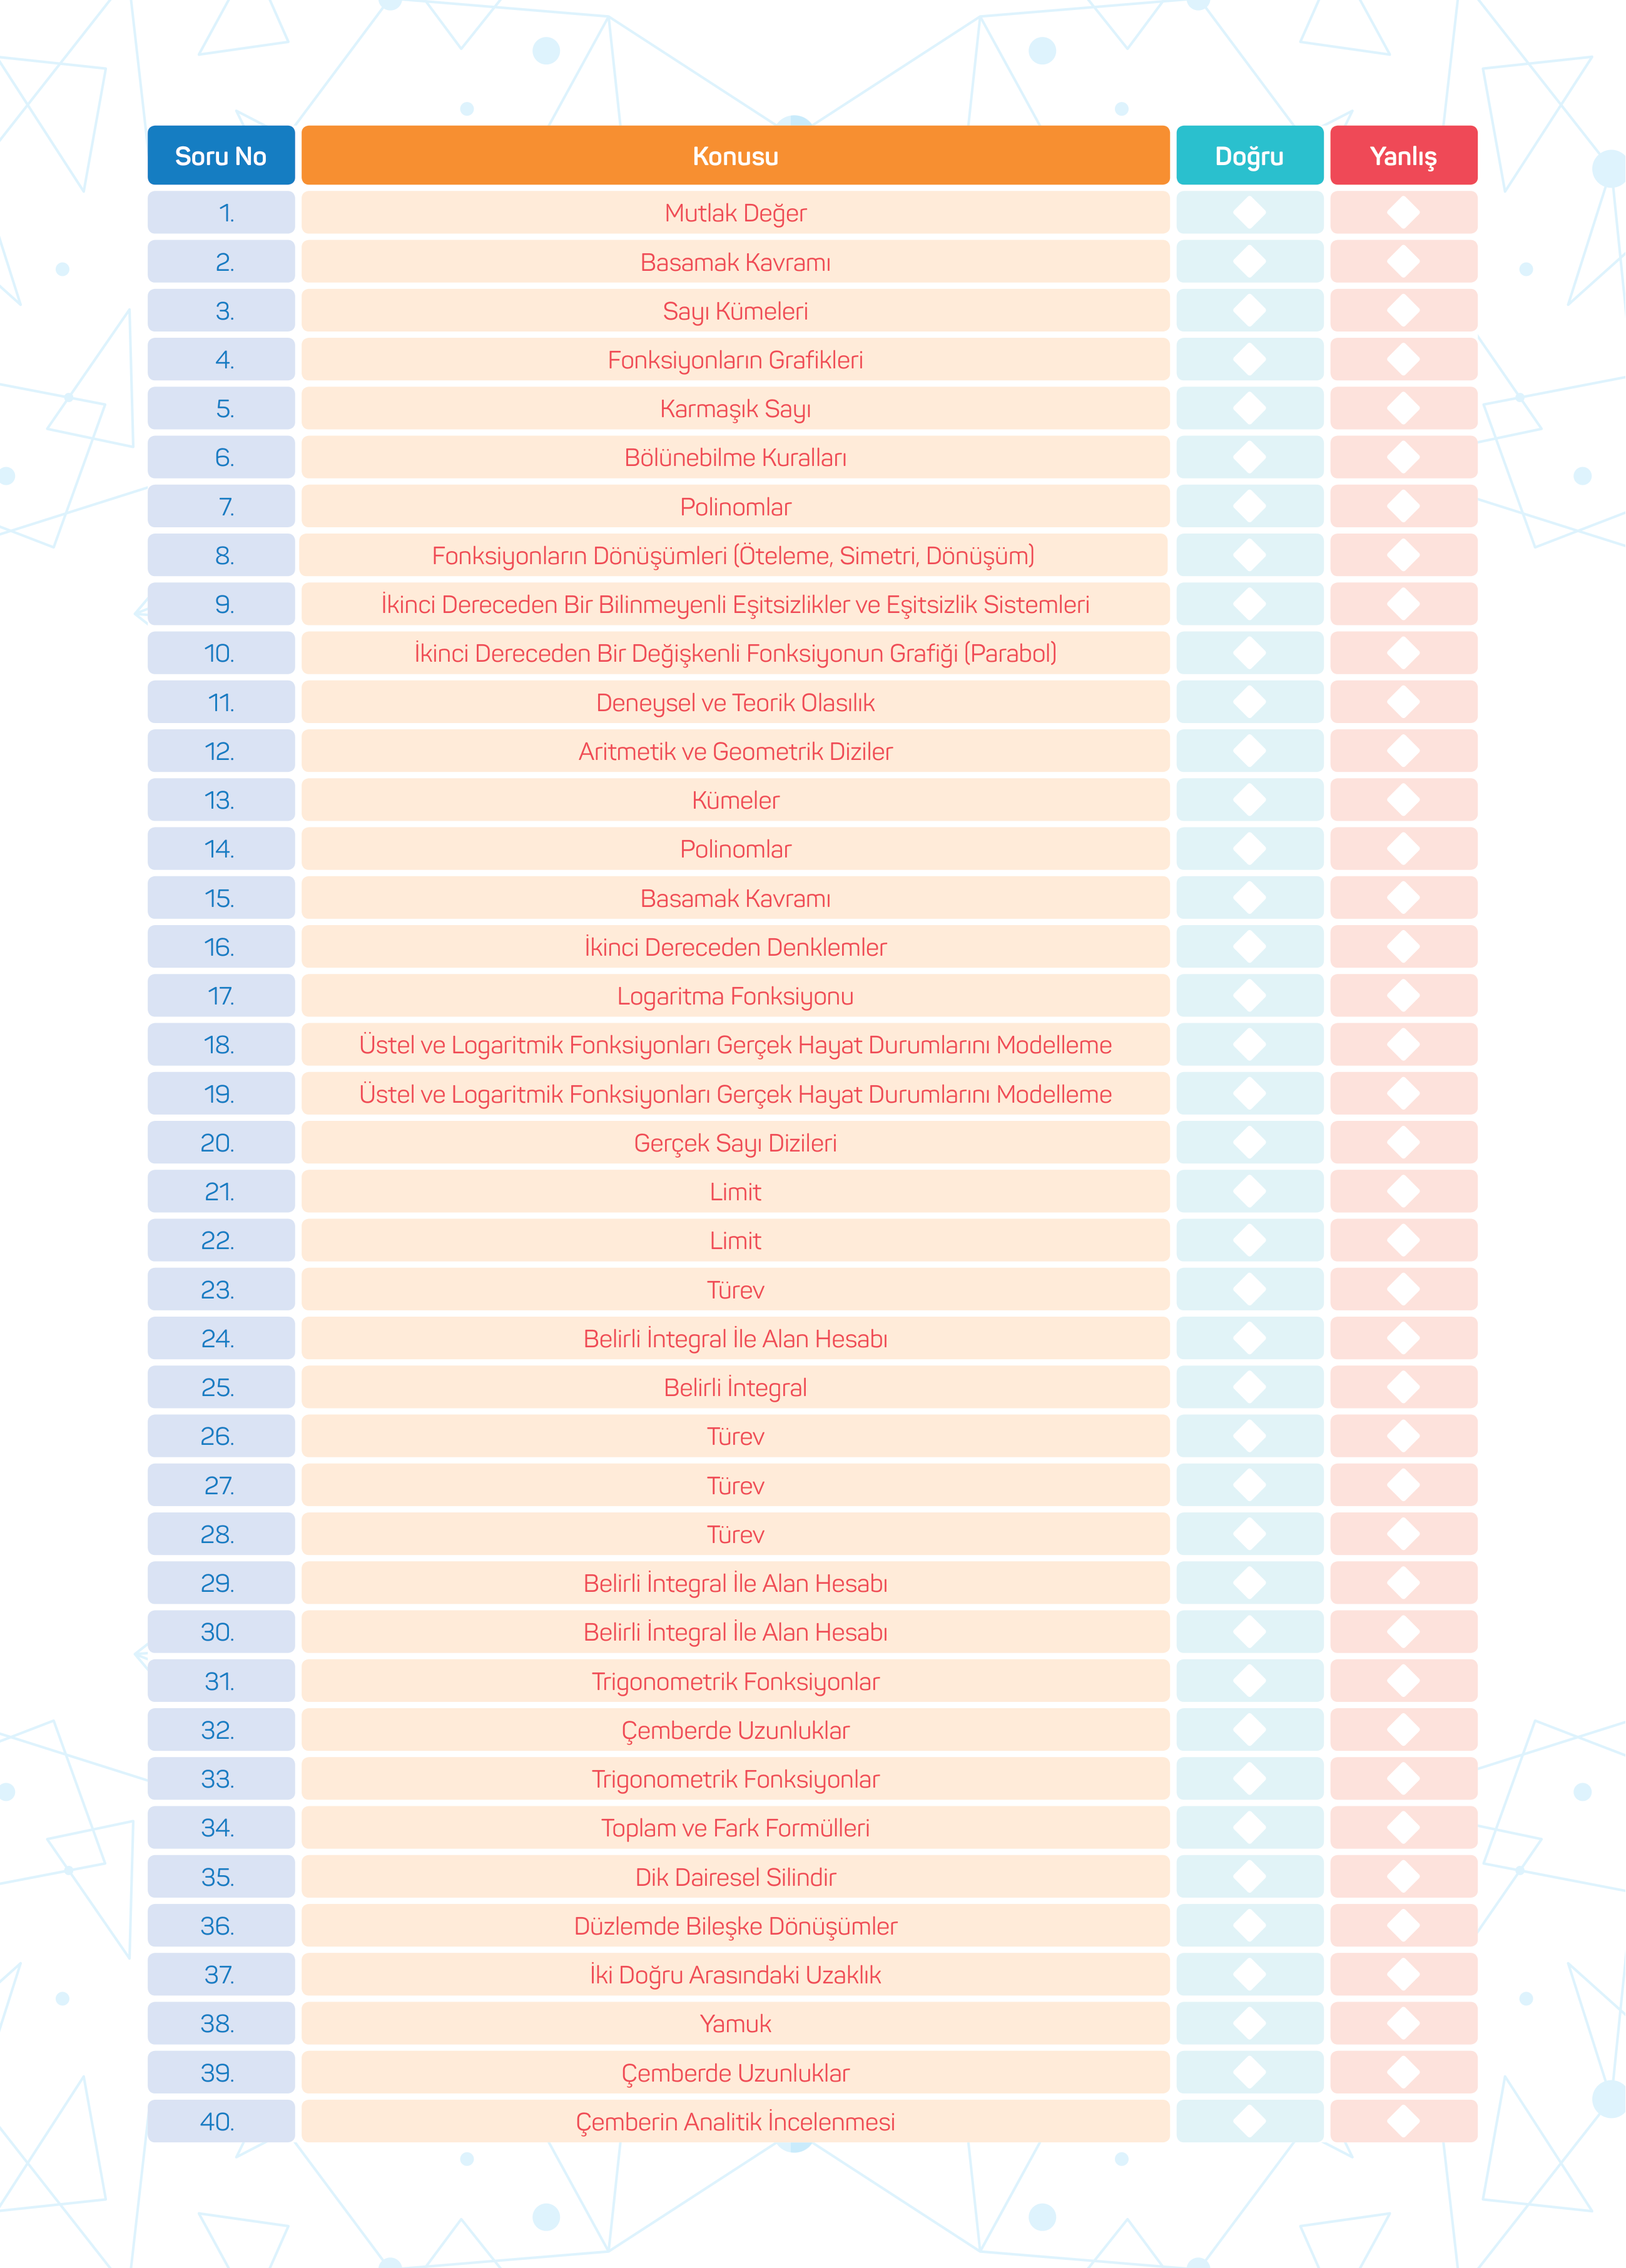 Soru No Konusu Doğru Yanlış
1. Mutlak Değer
2. Basamak Kavramı
3. Sayı Kümeleri
4. Fonksiyonların Grafikleri
5. Karmaşık Sayı
6. Bölünebilme Kuralları
7. Polinomlar
8. Fonksiyonların Dönüşümleri (Öteleme, Simetri, Dönüşüm)
9. İkinci Dereceden Bir Bilinmeyenli Eşitsizlikler ve Eşitsizlik Sistemleri
10. İkinci Dereceden Bir Değişkenli Fonksiyonun Grafiği (Parabol)
11. Deneysel ve Teorik Olasılık
12. Aritmetik ve Geometrik Diziler
13. Kümeler
14. Polinomlar
15. Basamak Kavramı
16. İkinci Dereceden Denklemler
17. Logaritma Fonksiyonu
18. Üstel ve Logaritmik Fonksiyonları Gerçek Hayat Durumlarını Modelleme
19. Üstel ve Logaritmik Fonksiyonları Gerçek Hayat Durumlarını Modelleme
20. Gerçek Sayı Dizileri
21. Limit
22. Limit
23. Türev
24. Belirli İntegral İle Alan Hesabı
25. Belirli İntegral
26. Türev
27. Türev
28. Türev
29. Belirli İntegral İle Alan Hesabı
30. Belirli İntegral İle Alan Hesabı
31. Trigonometrik Fonksiyonlar
32. Çemberde Uzunluklar
33. Trigonometrik Fonksiyonlar
34. Toplam ve Fark Formülleri
35. Dik Dairesel Silindir
36. Düzlemde Bileşke Dönüşümler
37. İki Doğru Arasındaki Uzaklık
38. Yamuk
39. Çemberde Uzunluklar
40. Çemberin Analitik İncelenmesi